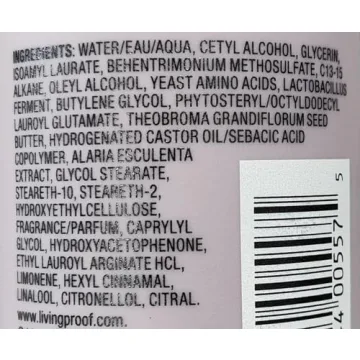 INGREDIENTS: WATER/EAU/AQUA, CETYL ALCOHOL, GLYCERIN,
ISOAMYL LAURATE, BEHENTRIMONIUM METHOSULFATE, C13-15
ALKANE, OLEYL ALCOHOL, YEAST AMINO ACIDS, LACTOBACILLUS
FERMENT, BUTYLENE GLYCOL, PHYTOSTERYL/OCTYLDODECYL
LAUROYL GLUTAMATE, THEOBROMA GRANDIFLORUM SEED
BUTTER, HYDROGENATED CASTOR OIL/SEBACIC ACID
COPOLYMER, ALARIA ESCULENTA
EXTRACT, GLYCOL STEARATE,
STEARETH-10, STEARETH-2,
HYDROXYETHYLCELLULOSE,
FRAGRANCE/PARFUM, CAPRYLYL
GLYCOL, HYDROXYACETOPHENONE,
ETHYL LAUROYL ARGINATE HCL,
LIMONENE, HEXYL CINNAMAL,
LINALOOL, CITRONELLOL, CITRAL.
www.livingproof.com
4 00557 5